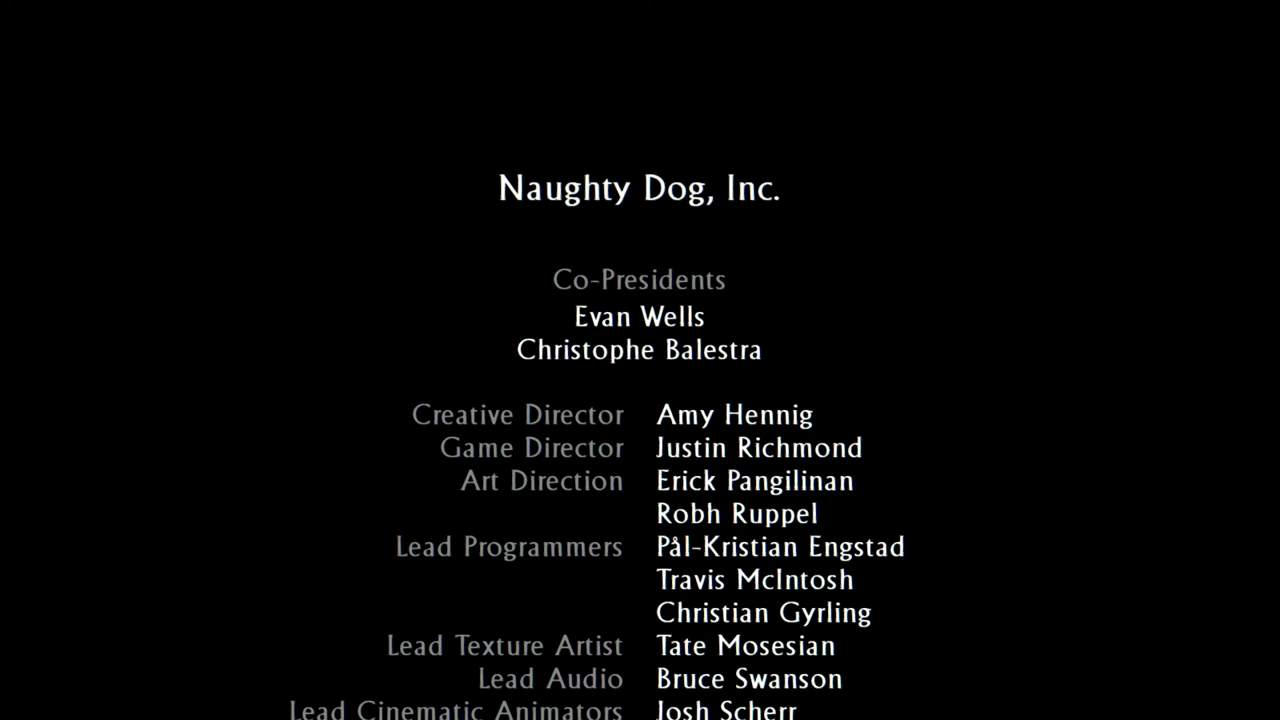 Naughty Dog, Inc.
Co-Presidents
Evan Wells
Christophe Balestra
Creative Director Amy Hennig
Game Director Justin Richmond
Art Direction Erick Pangilinan
Robh Ruppel
Lead Programmers Pål-Kristian Engstad
Travis McIntosh
Christian Gyrling
Lead Texture Artist Tate Mosesian
Lead Audio Bruce Swanson
Lead Cinematic Animators Josh Scherr